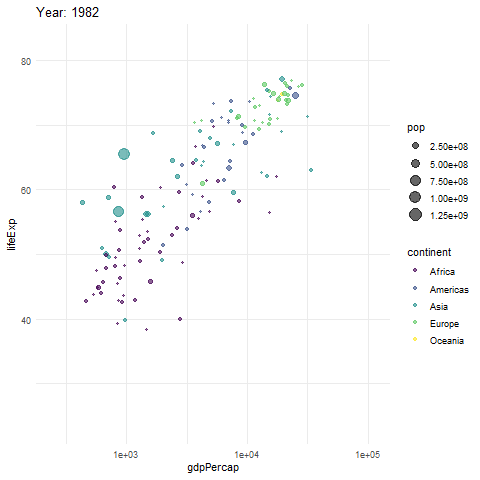 Year: 1982
80
60
40
lifeExp
1e+03
1e+04
1e+05
gdpPercap
pop
2.50e+08
5.00e+08
7.50e+08
1.00e+09
1.25e+09
continent
Africa
Americas
Asia
Europe
Oceania